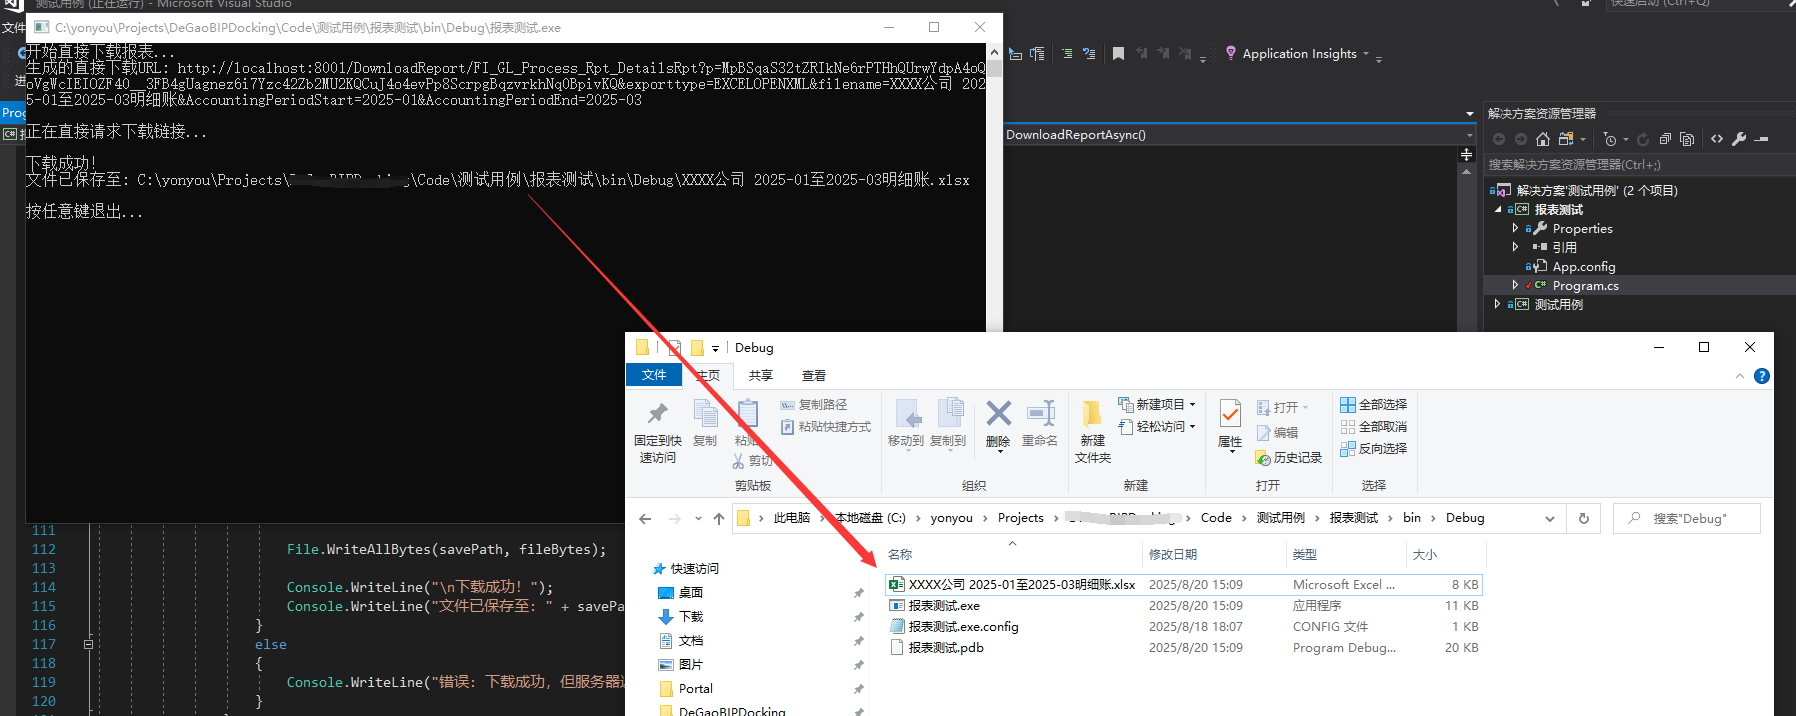 测试用例 (正在运行) - Microsoft Visual Studio
快速启动 (Ctrl+Q)
文件
C:\yonyou\Projects\DeGaoBIPDocking\Code\测试用例\报表测试\bin\Debug\报表测试.exe
开始直接下载报表...
生成的直接下载URL: http://localhost:8001/DownloadReport/FI_GL_Process_Rpt_DetailsRpt?p=MpBSqaS32tZRIkNe6rPTHhQUrwYdpA4oQ
oVgWcIEIOZF40__3FB4gUagnez6i7Yzc42Zb2MU2KQCuJ4o4evPp8ScrpgBqzvrkhNq0BpivKQ&exporttype=EXCELOPENXML&filename=XXXX公司 202
5-01至2025-03明细账&AccountingPeriodStart=2025-01&AccountingPeriodEnd=2025-03
正在直接请求下载链接...
下载成功!
文件已保存至: C:\yonyou\Projects\
\Code\测试用例\报表测试\bin\Debug\XXXX公司 2025-01至2025-03明细账.xlsx
按任意键退出...
进
Prog
C#
Application Insights
DownloadReportAsync()
解决方案资源管理器
搜索解决方案资源管理器(Ctrl+;)
解决方案'测试用例' (2 个项目)
C# 报表测试
Properties
引用
App.config
C# Program.cs
C# 测试用例
111
112 File.WriteAllBytes(savePath, fileBytes);
113
114 Console.WriteLine("\n下载成功！");
115 Console.WriteLine("文件已保存至: " + savePa
116 }
117 else
118 {
119 Console.WriteLine("错误: 下载成功，但服务器
120 }
Debug
文件 主页 共享 查看
固定到快
速访问
复制
粘贴
复制路径
粘贴快捷方式
剪切
剪贴板
移动到
复制到
删除
重命名
组织
新建
文件夹
新建项目
轻松访问
新建
属性
打开
编辑
历史记录
打开
全部选择
全部取消
反向选择
选择
此电脑 › 本地磁盘 (C:) › yonyou › Projects ›
› Code › 测试用例 › 报表测试 › bin › Debug
搜索"Debug"
名称 修改日期 类型 大小
快速访问
桌面
下载
文档
图片
Portal
DeGaoBIPDocking
XXXX公司 2025-01至2025-03明细账.xlsx 2025/8/20 15:09 Microsoft Excel ... 8 KB
报表测试.exe 2025/8/20 15:09 应用程序 11 KB
报表测试.exe.config 2025/8/18 18:07 CONFIG 文件 1 KB
报表测试.pdb 2025/8/20 15:09 Program Debug... 20 KB